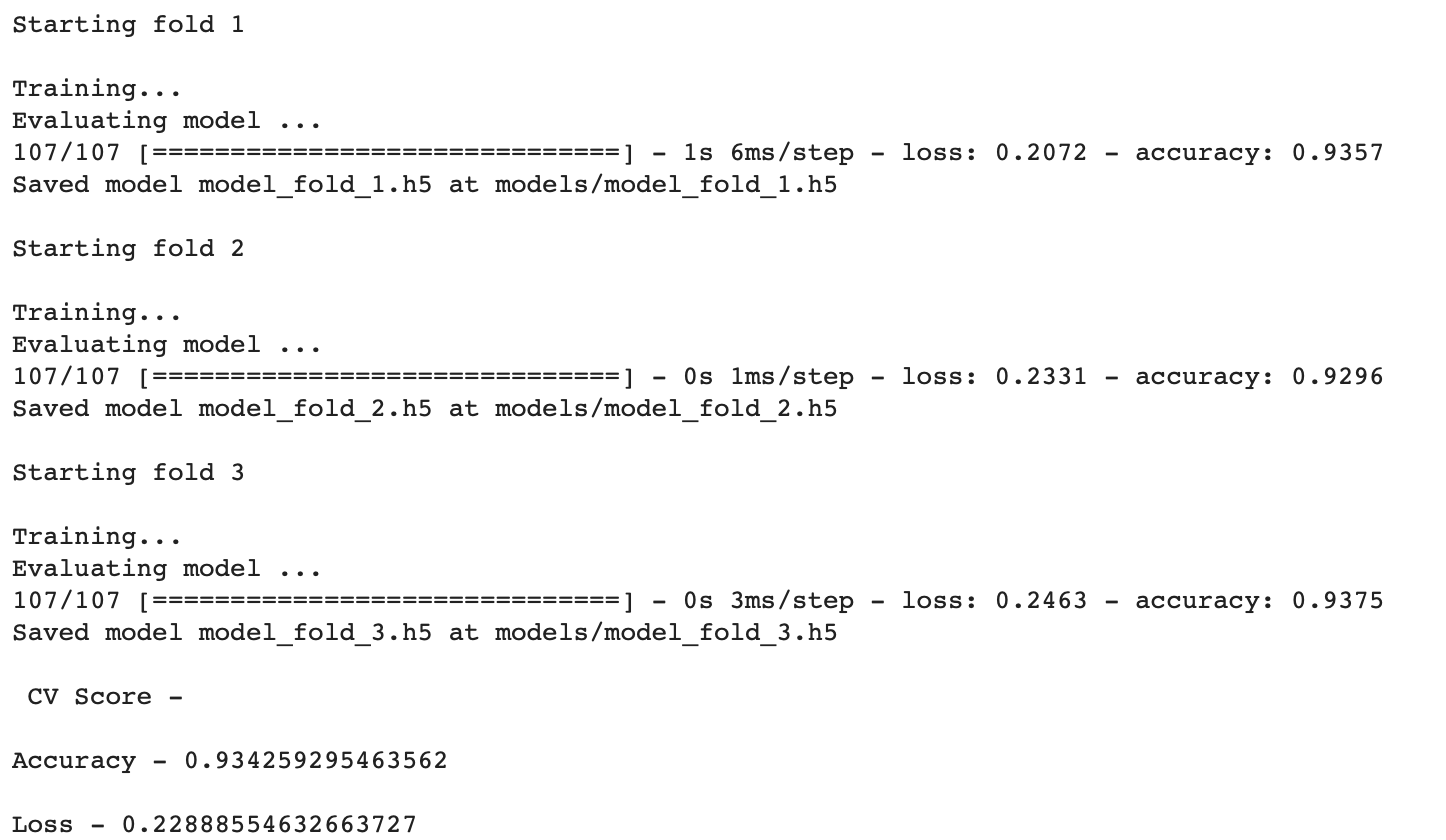 Starting fold 1
Training...
Evaluating model ...
107/107 [==============================] - 1s 6ms/step - loss: 0.2072 - accuracy: 0.9357
Saved model model_fold_1.h5 at models/model_fold_1.h5
Starting fold 2
Training...
Evaluating model ...
107/107 [==============================] - 0s 1ms/step - loss: 0.2331 - accuracy: 0.9296
Saved model model_fold_2.h5 at models/model_fold_2.h5
Starting fold 3
Training...
Evaluating model ...
107/107 [==============================] - 0s 3ms/step - loss: 0.2463 - accuracy: 0.9375
Saved model model_fold_3.h5 at models/model_fold_3.h5
CV Score -
Accuracy - 0.934259295463562
Loss - 0.22888554632663727